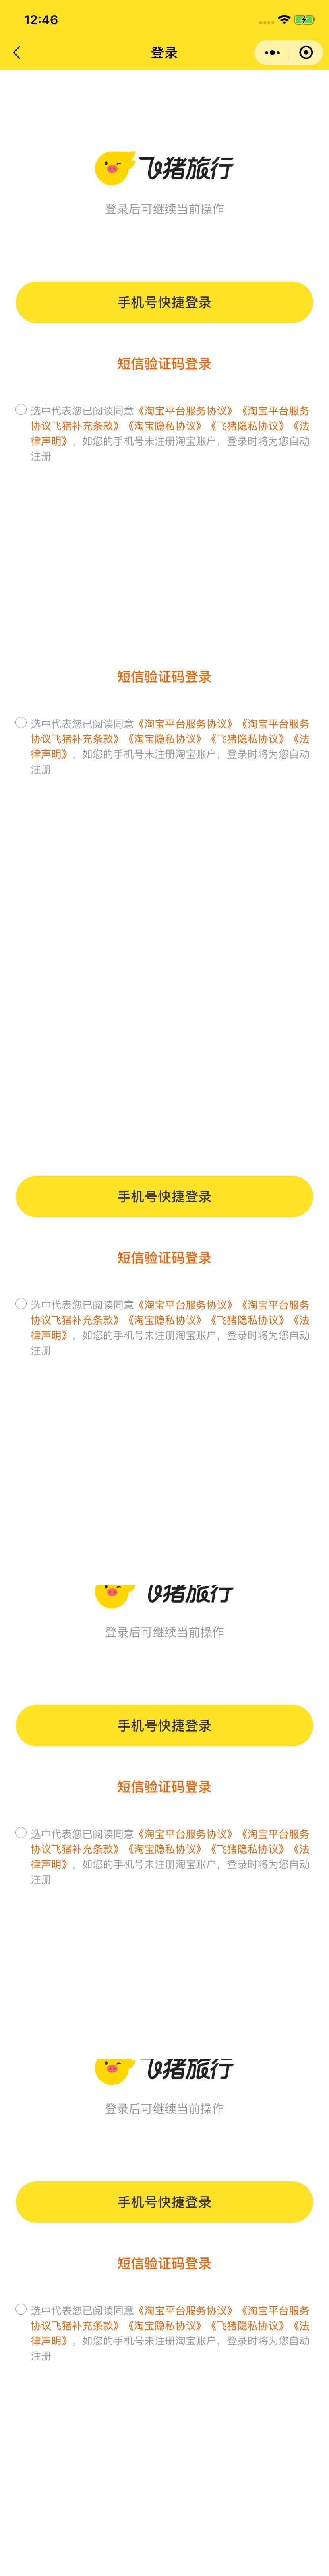 12:46
登录
飞猪旅行
登录后可继续当前操作
手机号快捷登录
短信验证码登录
选中代表您已阅读同意《淘宝平台服务协议》《淘宝平台服务
协议飞猪补充条款》《淘宝隐私协议》《飞猪隐私协议》《法
律声明》，如您的手机号未注册淘宝账户，登录时将为您自动
注册
短信验证码登录
选中代表您已阅读同意《淘宝平台服务协议》《淘宝平台服务
协议飞猪补充条款》《淘宝隐私协议》《飞猪隐私协议》《法
律声明》，如您的手机号未注册淘宝账户，登录时将为您自动
注册
手机号快捷登录
短信验证码登录
选中代表您已阅读同意《淘宝平台服务协议》《淘宝平台服务
协议飞猪补充条款》《淘宝隐私协议》《飞猪隐私协议》《法
律声明》，如您的手机号未注册淘宝账户，登录时将为您自动
注册
飞猪旅行
登录后可继续当前操作
手机号快捷登录
短信验证码登录
选中代表您已阅读同意《淘宝平台服务协议》《淘宝平台服务
协议飞猪补充条款》《淘宝隐私协议》《飞猪隐私协议》《法
律声明》，如您的手机号未注册淘宝账户，登录时将为您自动
注册
飞猪旅行
登录后可继续当前操作
手机号快捷登录
短信验证码登录
选中代表您已阅读同意《淘宝平台服务协议》《淘宝平台服务
协议飞猪补充条款》《淘宝隐私协议》《飞猪隐私协议》《法
律声明》，如您的手机号未注册淘宝账户，登录时将为您自动
注册